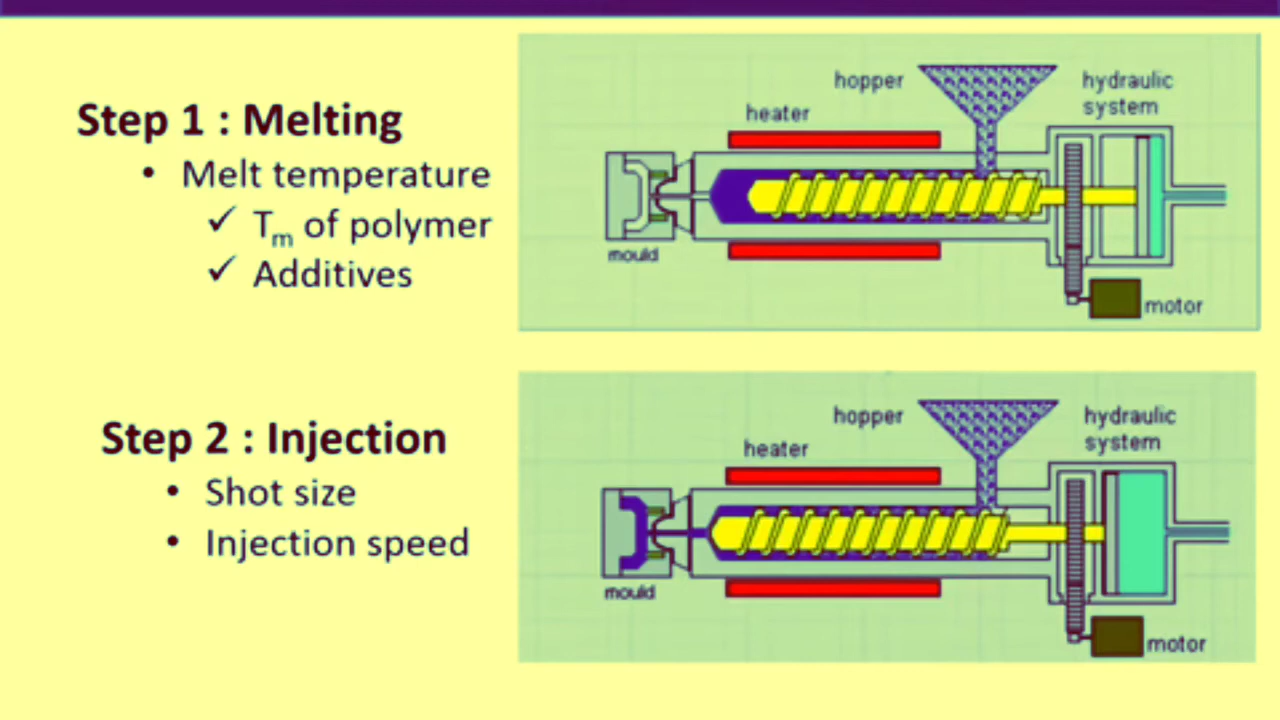 Step 1 : Melting
• Melt temperature
✓ Tm of polymer
✓ Additives
hopper
hydraulic
system
heater
mould
motor
Step 2 : Injection
• Shot size
• Injection speed
hopper
hydraulic
system
heater
mould
motor